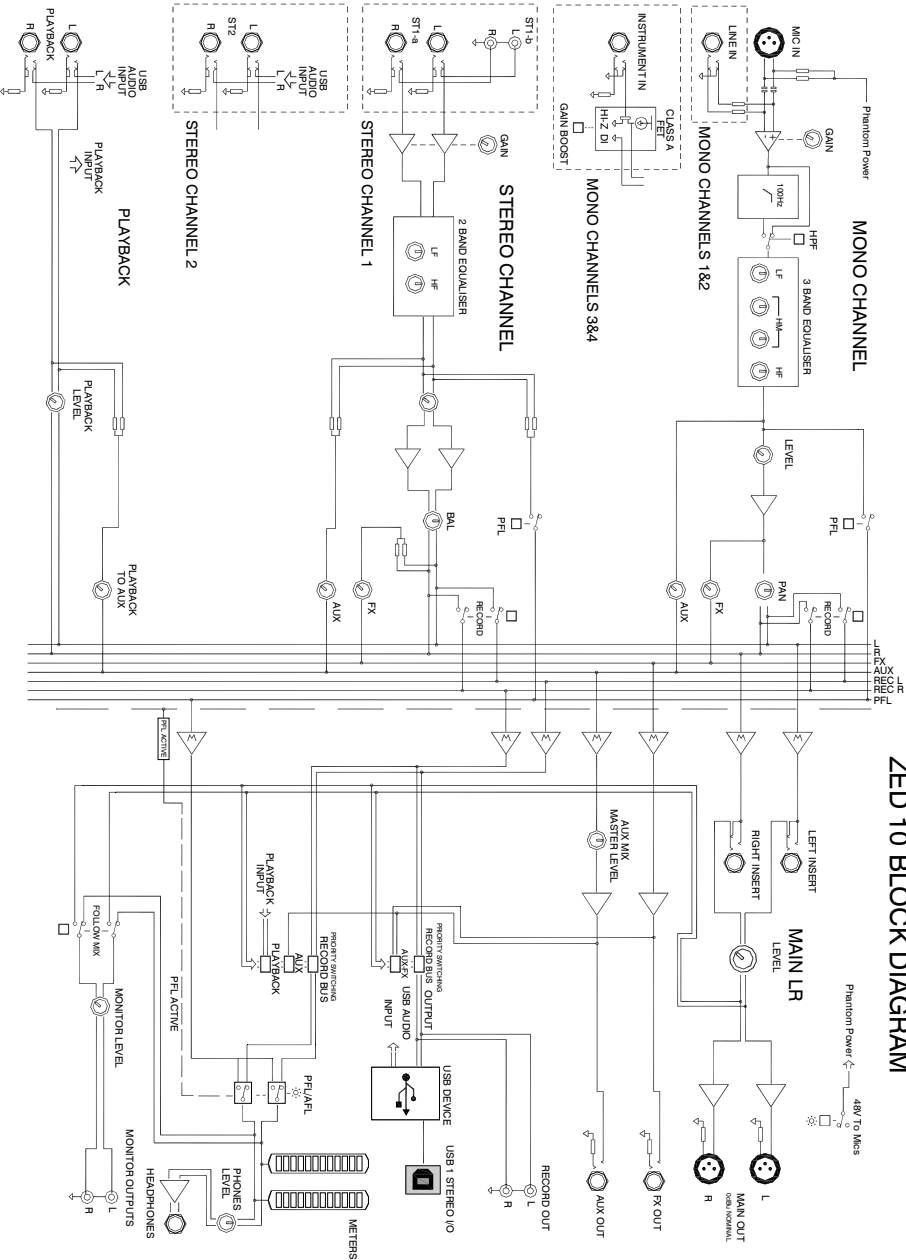 ZED 10 BLOCK DIAGRAM
MONO CHANNEL
MIC IN
LINE IN
Phantom Power
GAIN
+
-
100Hz
HPF
3 BAND EQUALISER
LF
HM
HF
LEVEL
PFL
PAN
RECORD
FX
AUX
MONO CHANNELS 1&2
INSTRUMENT IN
CLASS A
FET
HI-Z DI
GAIN BOOST
MONO CHANNELS 3&4
STEREO CHANNEL
ST1-b
L
R
ST1-a
L
R
GAIN
2 BAND EQUALISER
LF
HF
PFL
BAL
RECORD
FX
AUX
STEREO CHANNEL 1
ST2
L
R
USB
AUDIO
INPUT
L
R
STEREO CHANNEL 2
PLAYBACK
PLAYBACK
L
R
USB
AUDIO
INPUT
L
R
PLAYBACK
INPUT
PLAYBACK
LEVEL
PLAYBACK
TO AUX
L
R
FX
AUX
REC L
REC R
PFL
LEFT INSERT
RIGHT INSERT
MAIN LR
LEVEL
Phantom Power
48V To Mics
L
R
MAIN OUT
0dBu NOMINAL
FX OUT
AUX OUT
AUX MIX
MASTER LEVEL
RECORD OUT
L
R
PRIORITY SWITCHING
RECORD BUS OUTPUT
AUX-FX
USB AUDIO
INPUT
USB DEVICE
USB 1 STEREO I/O
PRIORITY SWITCHING
RECORD BUS
AUX
PLAYBACK
PLAYBACK
INPUT
PFL/AFL
PFL ACTIVE
PFL ACTIVE
METERS
PHONES
LEVEL
HEADPHONES
FOLLOW MIX
MONITOR LEVEL
MONITOR OUTPUTS
L
R